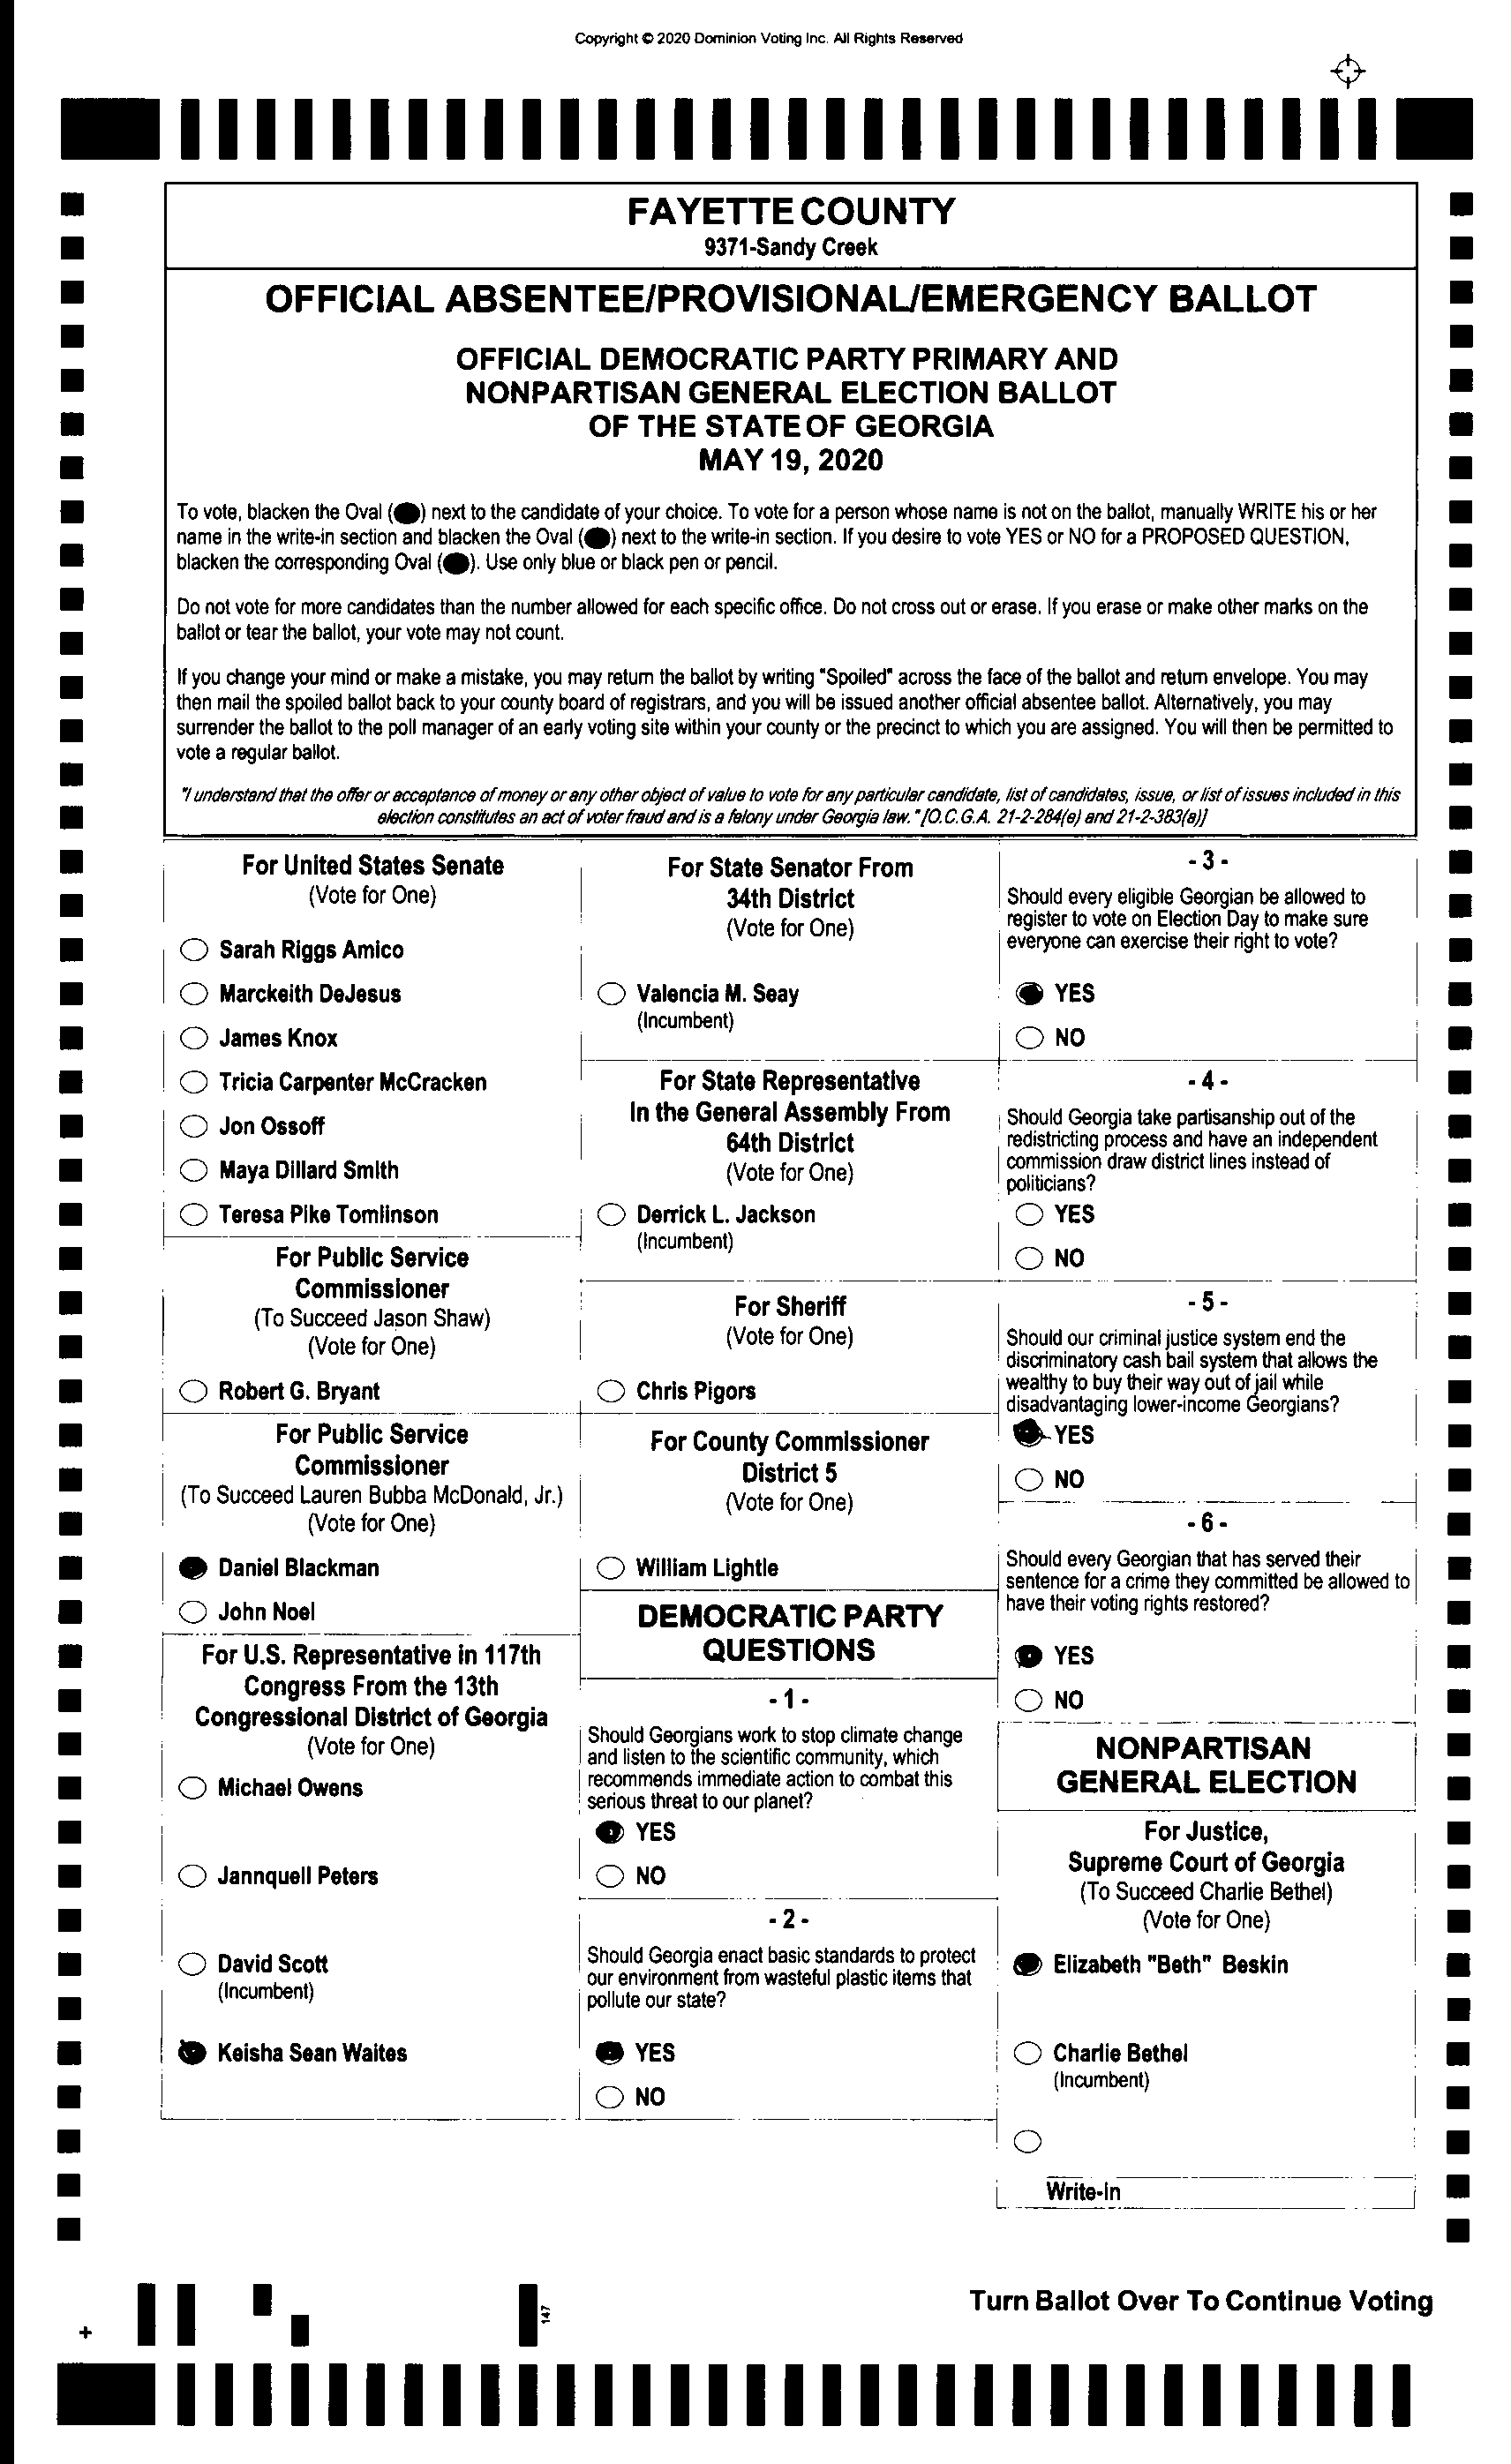 Copyright © 2020 Dominion Voting Inc. All Rights Reserved
FAYETTE COUNTY
9371-Sandy Creek
OFFICIAL ABSENTEE/PROVISIONAL/EMERGENCY BALLOT
OFFICIAL DEMOCRATIC PARTY PRIMARY AND
NONPARTISAN GENERAL ELECTION BALLOT
OF THE STATE OF GEORGIA
MAY 19, 2020
To vote, blacken the Oval ( ) next to the candidate of your choice. To vote for a person whose name is not on the ballot, manually WRITE his or her
name in the write-in section and blacken the Oval ( ) next to the write-in section. If you desire to vote YES or NO for a PROPOSED QUESTION,
blacken the corresponding Oval ( ). Use only blue or black pen or pencil.
Do not vote for more candidates than the number allowed for each specific office. Do not cross out or erase. If you erase or make other marks on the
ballot or tear the ballot, your vote may not count.
If you change your mind or make a mistake, you may return the ballot by writing "Spoiled" across the face of the ballot and return envelope. You may
then mail the spoiled ballot back to your county board of registrars, and you will be issued another official absentee ballot. Alternatively, you may
surrender the ballot to the poll manager of an early voting site within your county or the precinct to which you are assigned. You will then be permitted to
vote a regular ballot.
"I understand that the offer or acceptance of money or any other object of value to vote for any particular candidate, list of candidates, issue, or list of issues included in this
election constitutes an act of voter fraud and is a felony under Georgia law." [O.C.G.A. 21-2-284(e) and 21-2-383(a)]
For United States Senate
(Vote for One)
Sarah Riggs Amico
Marckeith DeJesus
James Knox
Tricia Carpenter McCracken
Jon Ossoff
Maya Dillard Smith
Teresa Pike Tomlinson
For Public Service
Commissioner
(To Succeed Jason Shaw)
(Vote for One)
Robert G. Bryant
For Public Service
Commissioner
(To Succeed Lauren Bubba McDonald, Jr.)
(Vote for One)
Daniel Blackman
John Noel
For U.S. Representative in 117th
Congress From the 13th
Congressional District of Georgia
(Vote for One)
Michael Owens
Jannquell Peters
David Scott
(Incumbent)
Keisha Sean Waites
For State Senator From
34th District
(Vote for One)
Valencia M. Seay
(Incumbent)
For State Representative
In the General Assembly From
64th District
(Vote for One)
Derrick L. Jackson
(Incumbent)
For Sheriff
(Vote for One)
Chris Pigors
For County Commissioner
District 5
(Vote for One)
William Lightle
DEMOCRATIC PARTY
QUESTIONS
- 1 -
Should Georgians work to stop climate change
and listen to the scientific community, which
recommends immediate action to combat this
serious threat to our planet?
YES
NO
- 2 -
Should Georgia enact basic standards to protect
our environment from wasteful plastic items that
pollute our state?
YES
NO
- 3 -
Should every eligible Georgian be allowed to
register to vote on Election Day to make sure
everyone can exercise their right to vote?
YES
NO
- 4 -
Should Georgia take partisanship out of the
redistricting process and have an independent
commission draw district lines instead of
politicians?
YES
NO
- 5 -
Should our criminal justice system end the
discriminatory cash bail system that allows the
wealthy to buy their way out of jail while
disadvantaging lower-income Georgians?
YES
NO
- 6 -
Should every Georgian that has served their
sentence for a crime they committed be allowed to
have their voting rights restored?
YES
NO
NONPARTISAN
GENERAL ELECTION
For Justice,
Supreme Court of Georgia
(To Succeed Charlie Bethel)
(Vote for One)
Elizabeth "Beth" Beskin
Charlie Bethel
(Incumbent)
Write-in
Turn Ballot Over To Continue Voting
147
+